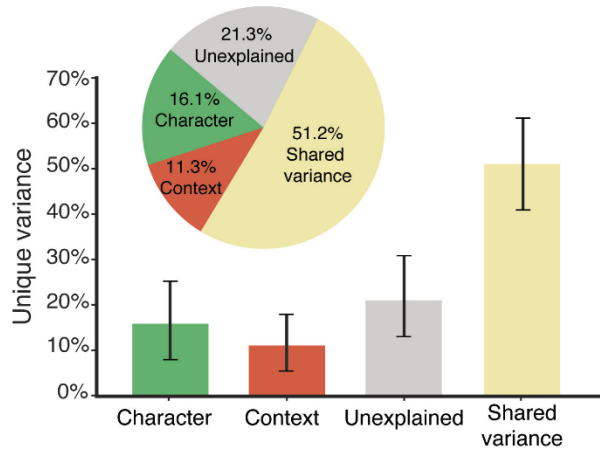 21.3%
Unexplained
16.1%
Character
51.2%
Shared
variance
11.3%
Context
Unique variance
70%
60%
50%
40%
30%
20%
10%
0%
Character
Context
Unexplained
Shared
variance